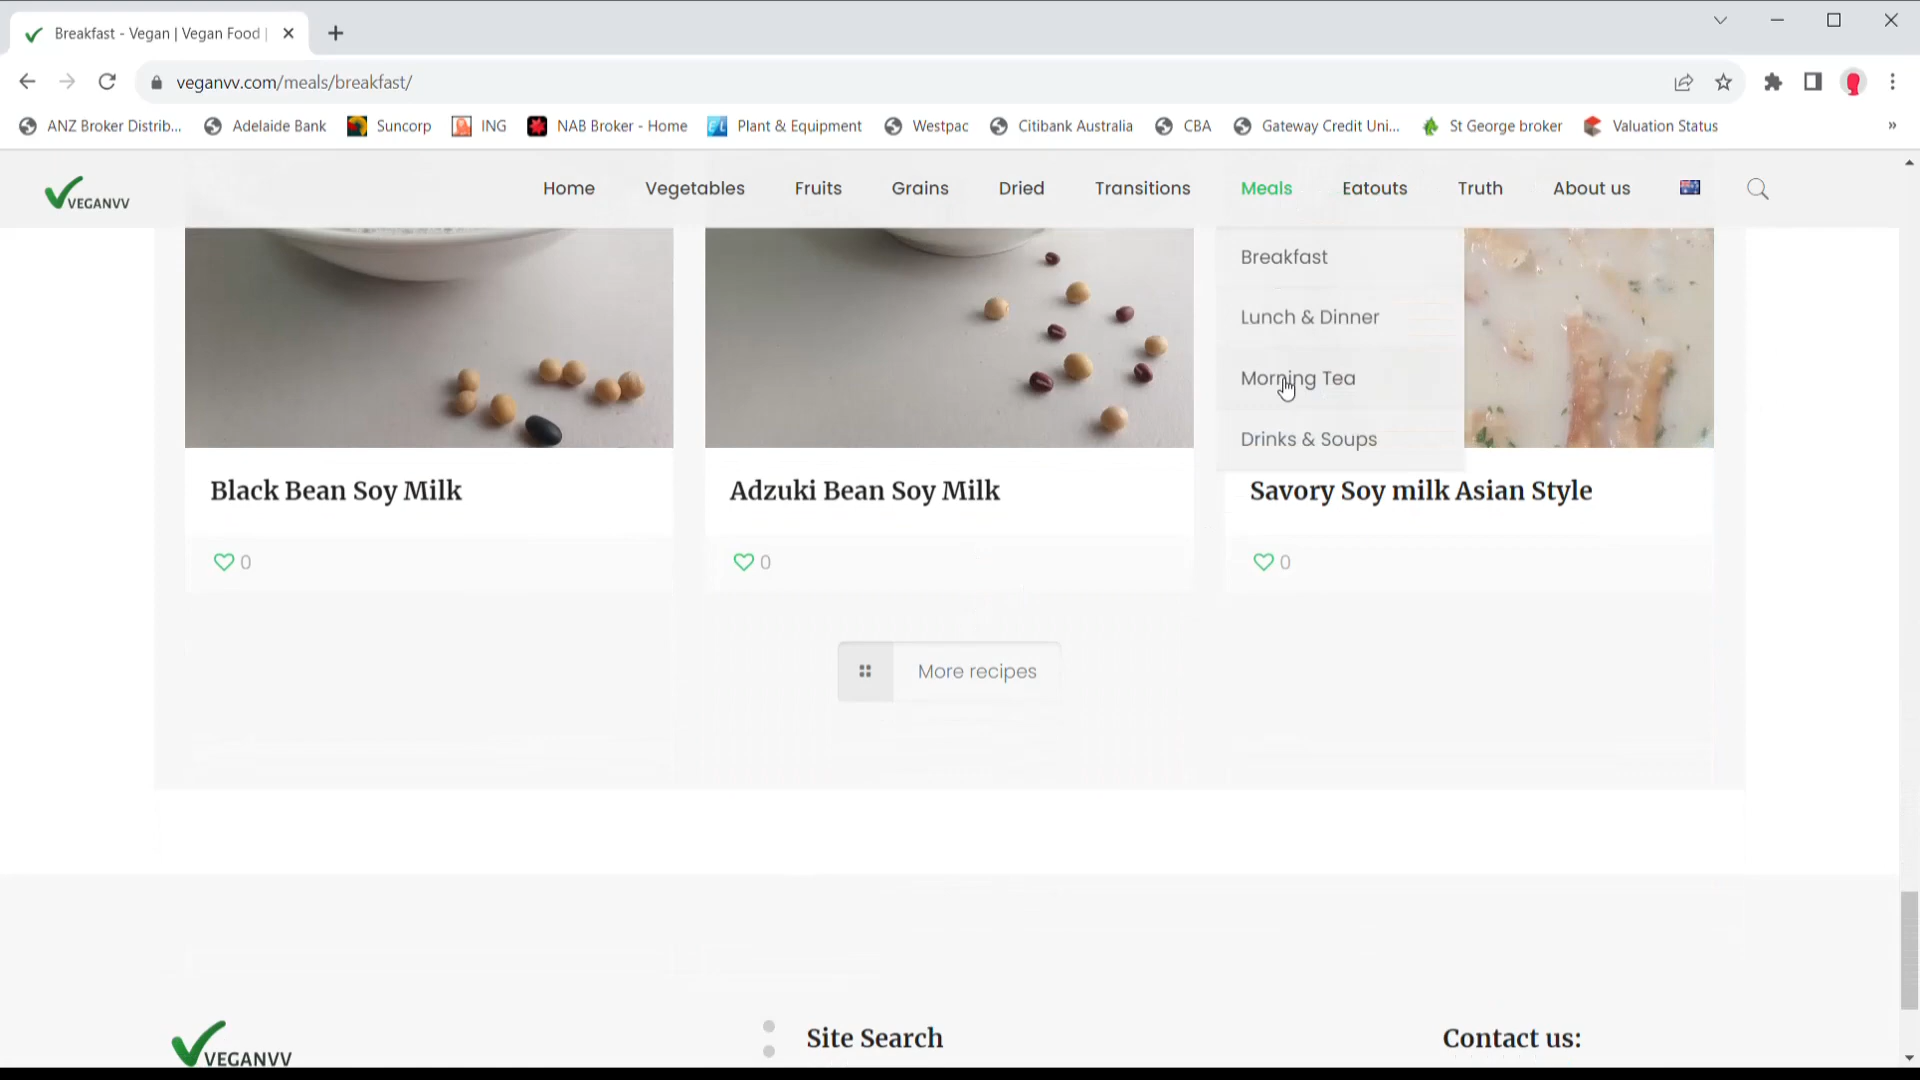 Breakfast - Vegan | Vegan Food |
veganvv.com/meals/breakfast/
ANZ Broker Distrib... Adelaide Bank Suncorp ING NAB Broker - Home Plant & Equipment Westpac Citibank Australia CBA Gateway Credit Uni... St George broker Valuation Status »
VEGANVV Home Vegetables Fruits Grains Dried Transitions Meals Eatouts Truth About us
Breakfast
Lunch & Dinner
Morning Tea
Drinks & Soups
Black Bean Soy Milk Adzuki Bean Soy Milk Savory Soy milk Asian Style
0 0 0
More recipes
VEGANVV Site Search Contact us: